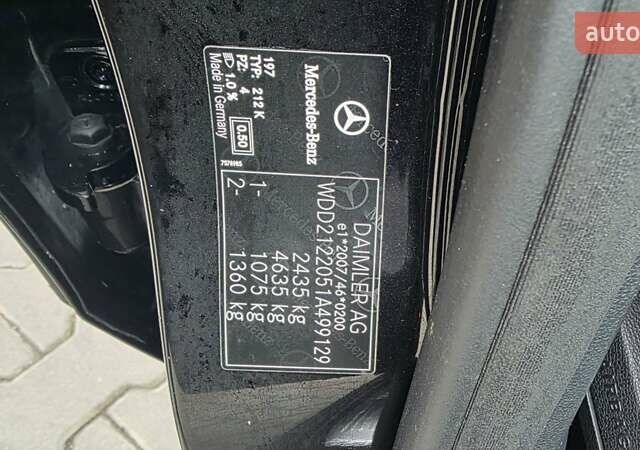 Mercedes-Benz
197
TYP: 212 K
PZ: 4
1.0 %
Made in Germany
0.50
DAIMLER AG
e1*2007/46*0200
WDD2122051A499129
2435 kg
4635 kg
1- 1075 kg
2- 1360 kg
auto